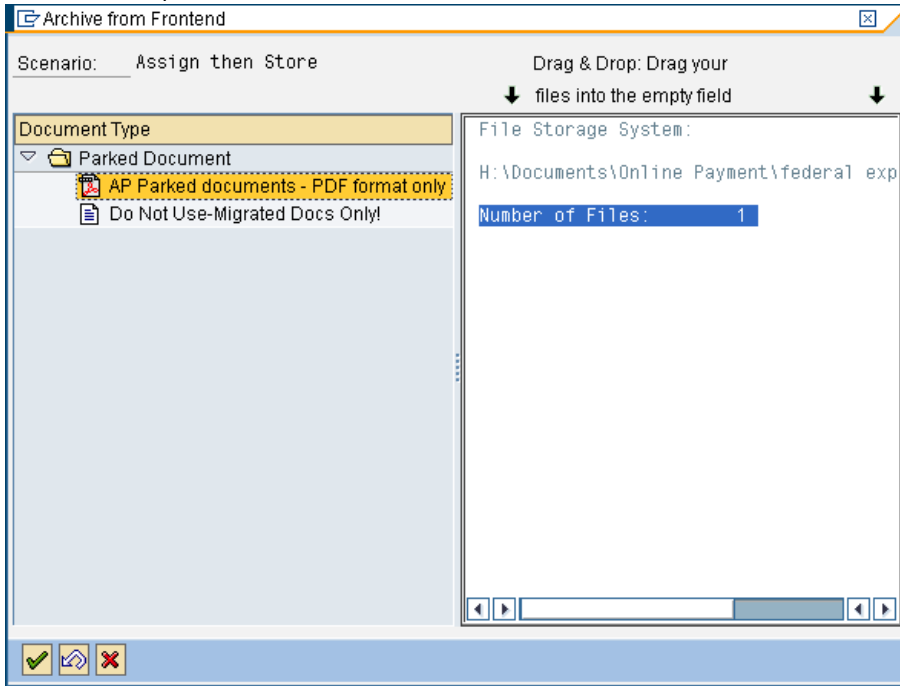 Archive from Frontend
Scenario: Assign then Store
Drag & Drop: Drag your
files into the empty field
Document Type
Parked Document
AP Parked documents - PDF format only
Do Not Use-Migrated Docs Only!
File Storage System:
H:\Documents\Online Payment\federal exp
Number of Files: 1